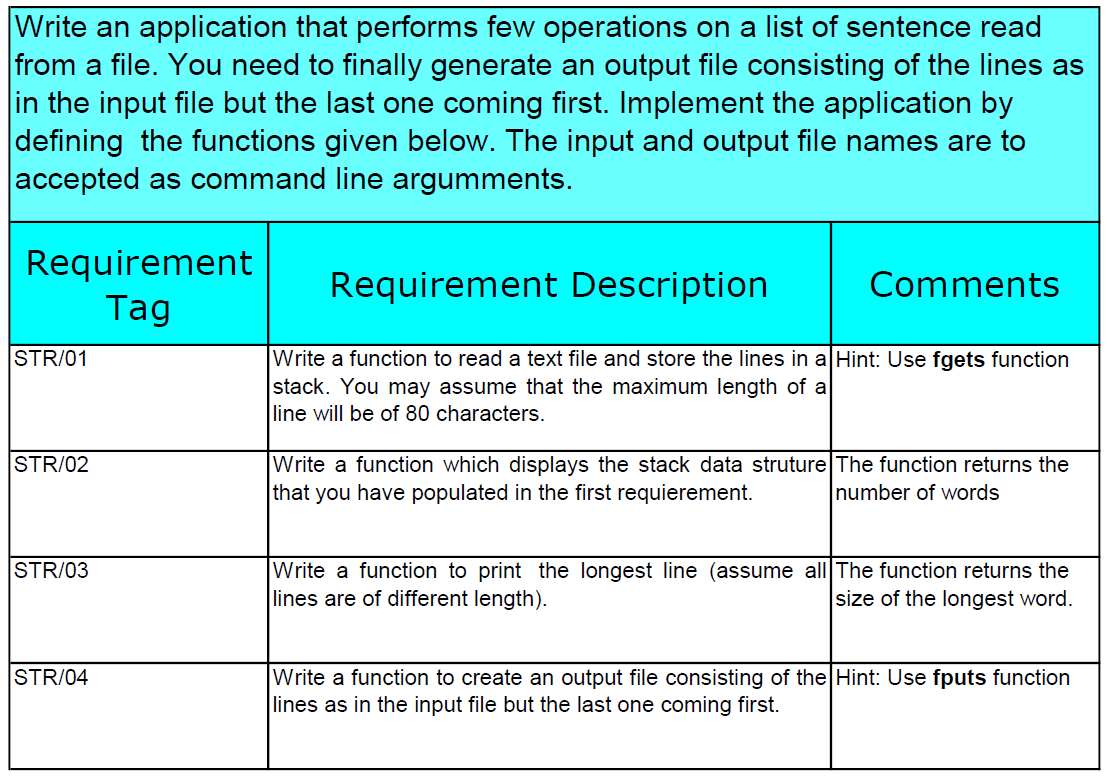 Write an application that performs few operations on a list of sentence read
from a file. You need to finally generate an output file consisting of the lines as
in the input file but the last one coming first. Implement the application by
defining  the functions given below. The input and output file names are to
accepted as command line argumments.
Requirement
Tag
Requirement Description
Comments
STR/01
Write a function to read a text file and store the lines in a
stack. You may assume that the maximum length of a
line will be of 80 characters.
Hint: Use fgets function
STR/02
Write a function which displays the stack data struture
that you have populated in the first requierement.
The function returns the
number of words
STR/03
Write a function to print  the longest line (assume all
lines are of different length).
The function returns the
size of the longest word.
STR/04
Write a function to create an output file consisting of the
lines as in the input file but the last one coming first.
Hint: Use fputs function